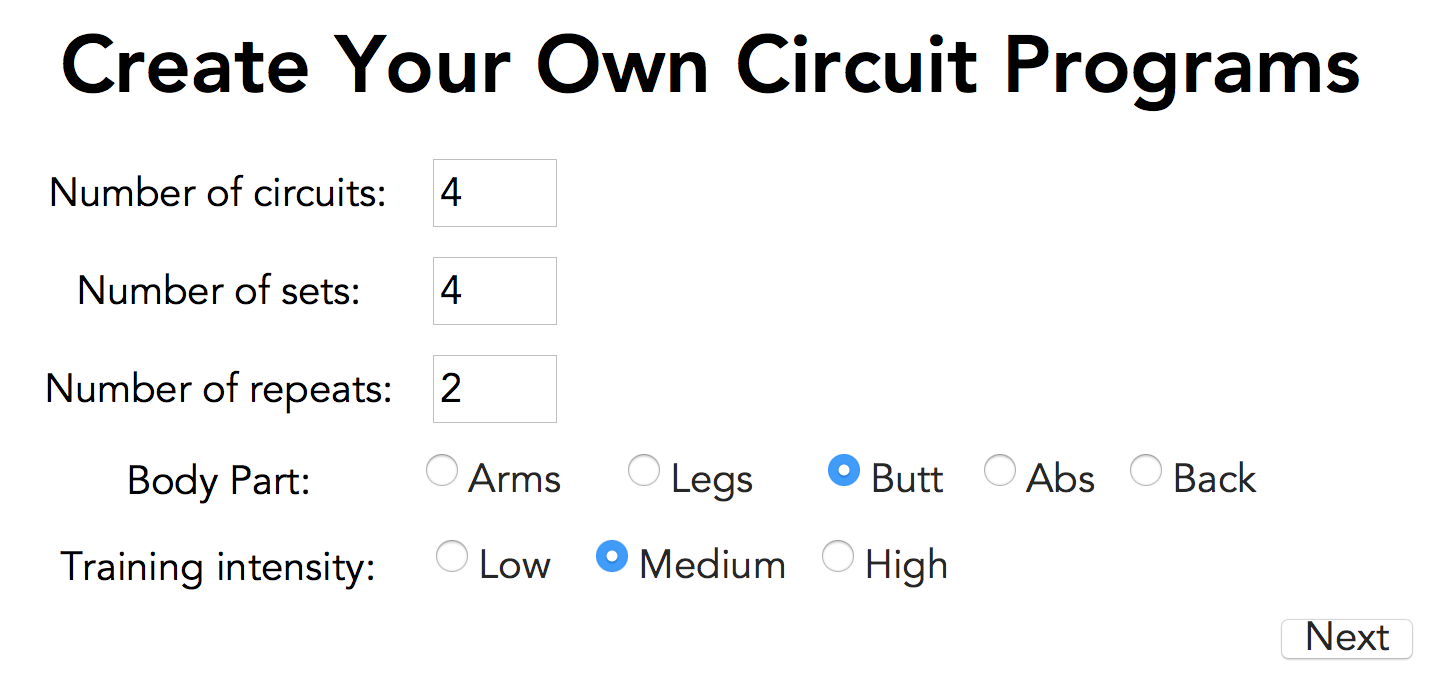 Create Your Own Circuit Programs
Number of circuits: 4
Number of sets: 4
Number of repeats: 2
Body Part: Arms Legs Butt Abs Back
Training intensity: Low Medium High
Next